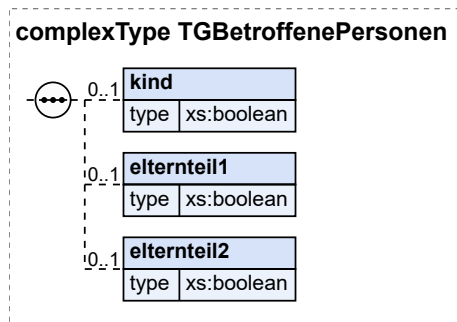 complexType TGBetroffenePersonen
0..1 kind
type xs:boolean
0..1 elternteil1
type xs:boolean
0..1 elternteil2
type xs:boolean